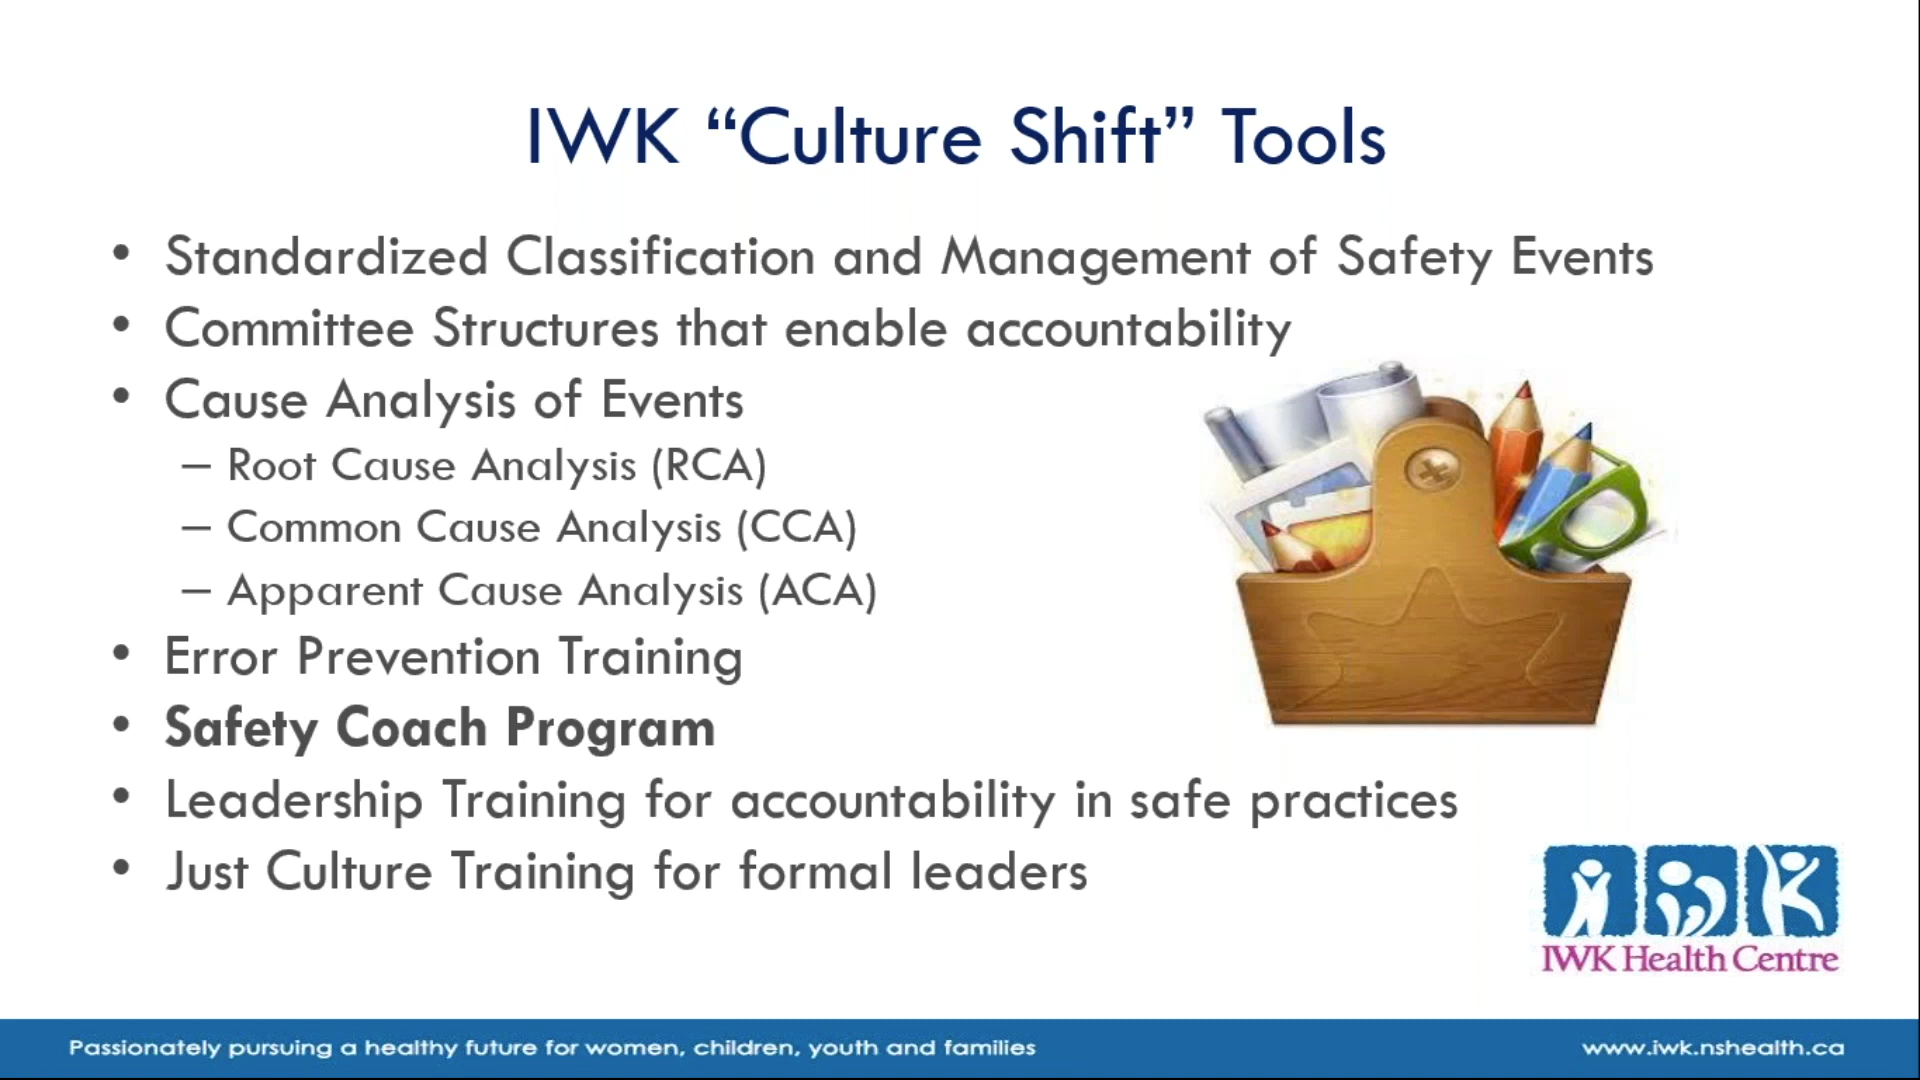 IWK “Culture Shift” Tools
• Standardized Classification and Management of Safety Events
• Committee Structures that enable accountability
• Cause Analysis of Events
– Root Cause Analysis (RCA)
– Common Cause Analysis (CCA)
– Apparent Cause Analysis (ACA)
• Error Prevention Training
• Safety Coach Program
• Leadership Training for accountability in safe practices
• Just Culture Training for formal leaders
iwk
IWK Health Centre
Passionately pursuing a healthy future for women, children, youth and families
www.iwk.nshealth.ca